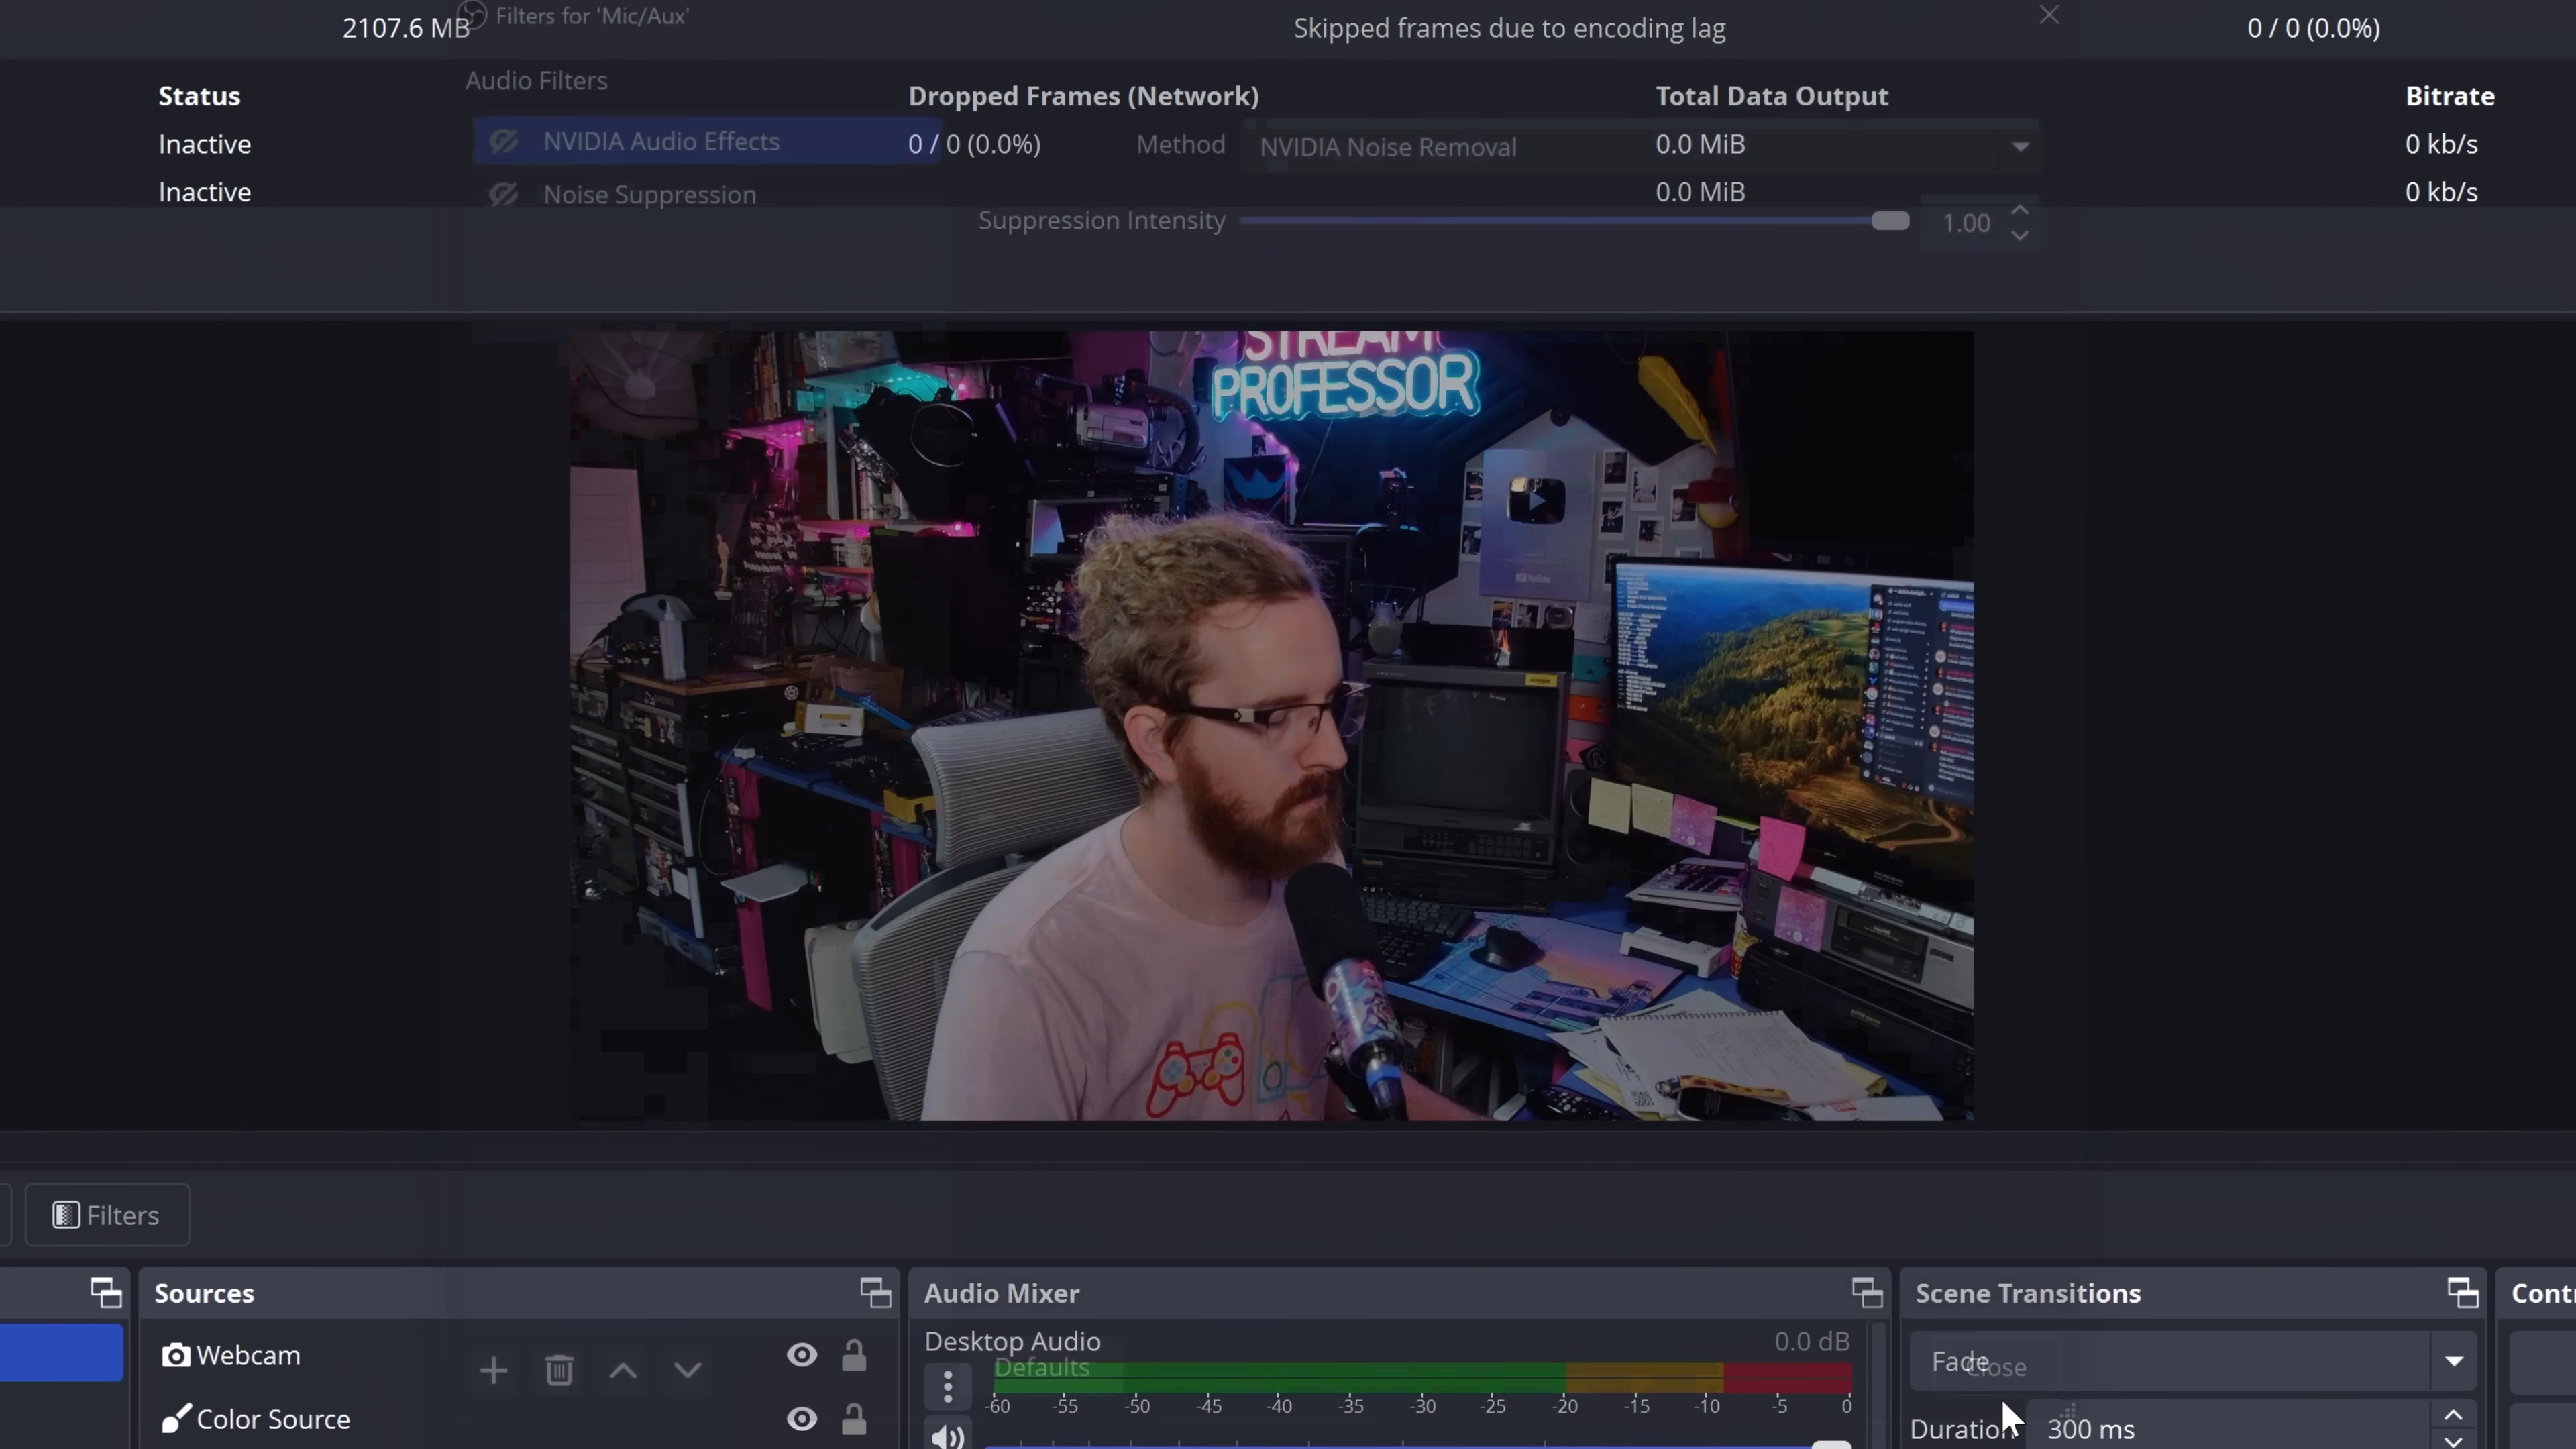 2107.6 MB
Filters for 'Mic/Aux'
Skipped frames due to encoding lag
0 / 0 (0.0%)
Audio Filters
Status
Dropped Frames (Network)
Total Data Output
Bitrate
Inactive
NVIDIA Audio Effects
0 / 0 (0.0%)
Method
NVIDIA Noise Removal
0.0 MiB
0 kb/s
Inactive
Noise Suppression
0.0 MiB
0 kb/s
Suppression Intensity
1.00
STREAM
PROFESSOR
YouTube
Filters
Sources
Audio Mixer
Scene Transitions
Webcam
Desktop Audio
0.0 dB
Defaults
Fade
Close
-60 -55 -50 -45 -40 -35 -30 -25 -20 -15 -10 -5 0
Color Source
Duration
300 ms